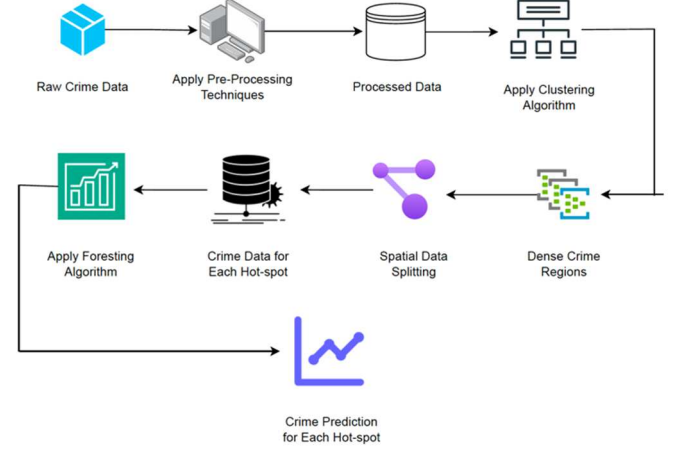 Raw Crime Data
Apply Pre-Processing
Techniques
Processed Data
Apply Clustering
Algorithm
Apply Foresting
Algorithm
Crime Data for
Each Hot-spot
Spatial Data
Splitting
Dense Crime
Regions
Crime Prediction
for Each Hot-spot